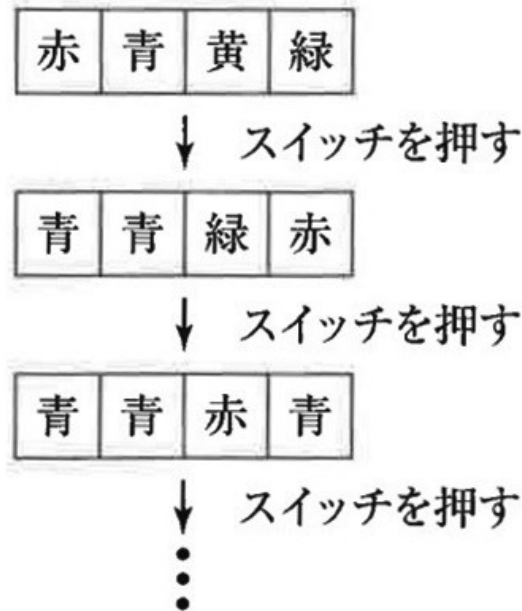 赤 青 黄 緑
スイッチを押す
青 青 緑 赤
スイッチを押す
青 青 赤 青
スイッチを押す